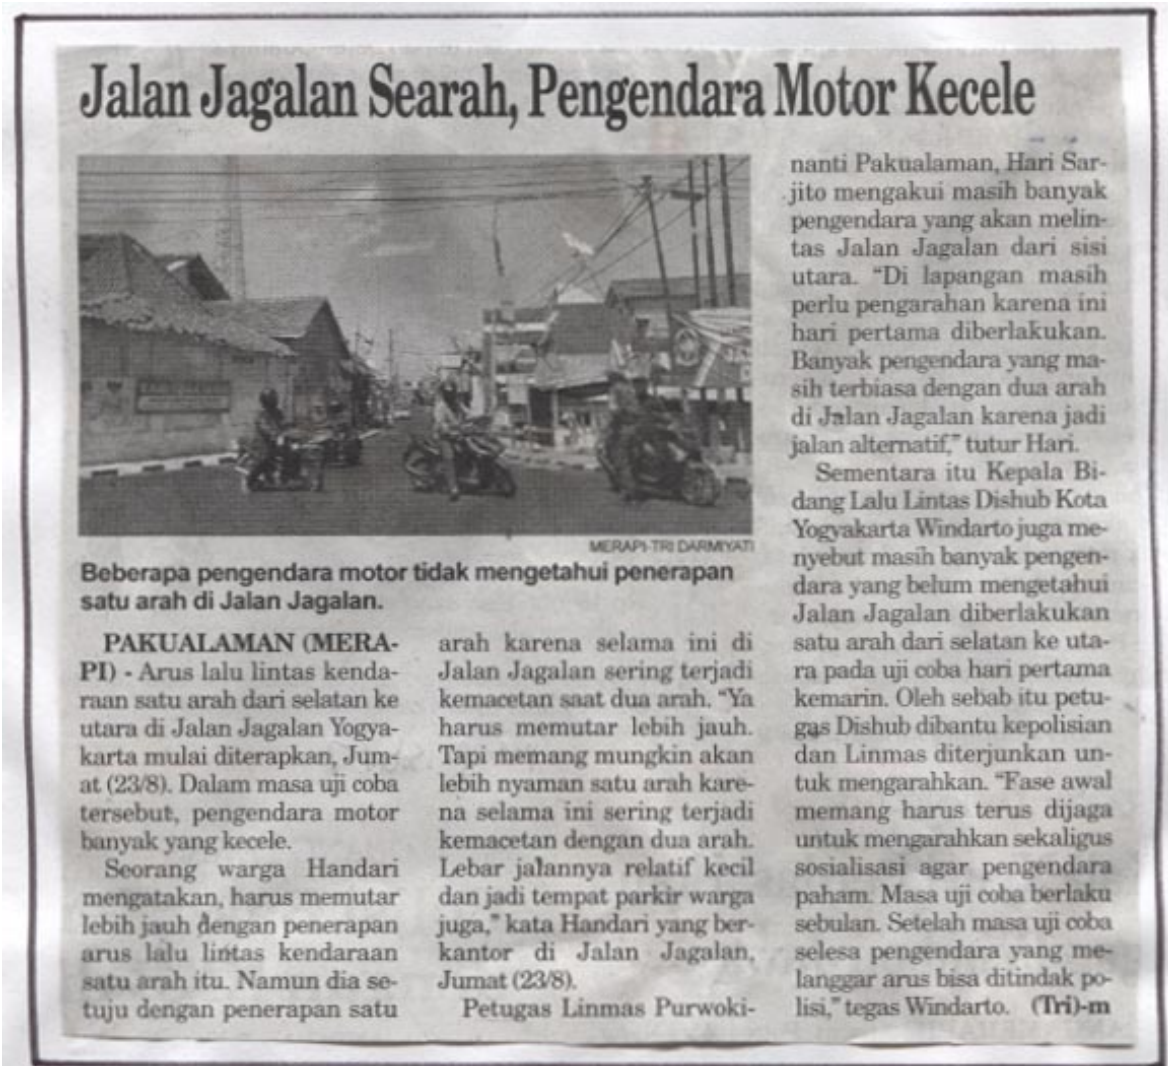 Jalan Jagalan Searah, Pengendara Motor Kecele
MERAPI-TRI DARMIYATI
Beberapa pengendara motor tidak mengetahui penerapan
satu arah di Jalan Jagalan.
PAKUALAMAN (MERA-
PI) - Arus lalu lintas kenda-
raan satu arah dari selatan ke
utara di Jalan Jagalan Yogya-
karta mulai diterapkan, Jum-
at (23/8). Dalam masa uji coba
tersebut, pengendara motor
banyak yang kecele.
Seorang warga Handari
mengatakan, harus memutar
lebih jauh dengan penerapan
arus lalu lintas kendaraan
satu arah itu. Namun dia se-
tuju dengan penerapan satu
arah karena selama ini di
Jalan Jagalan sering terjadi
kemacetan saat dua arah. “Ya
harus memutar lebih jauh.
Tapi memang mungkin akan
lebih nyaman satu arah kare-
na selama ini sering terjadi
kemacetan dengan dua arah.
Lebar jalannya relatif kecil
dan jadi tempat parkir warga
juga,” kata Handari yang ber-
kantor di Jalan Jagalan,
Jumat (23/8).
Petugas Linmas Purwoki-
nanti Pakualaman, Hari Sar-
jito mengakui masih banyak
pengendara yang akan melin-
tas Jalan Jagalan dari sisi
utara. “Di lapangan masih
perlu pengarahan karena ini
hari pertama diberlakukan.
Banyak pengendara yang ma-
sih terbiasa dengan dua arah
di Jalan Jagalan karena jadi
jalan alternatif,” tutur Hari.
Sementara itu Kepala Bi-
dang Lalu Lintas Dishub Kota
Yogyakarta Windarto juga me-
nyebut masih banyak pengen-
dara yang belum mengetahui
Jalan Jagalan diberlakukan
satu arah dari selatan ke uta-
ra pada uji coba hari pertama
kemarin. Oleh sebab itu petu-
gas Dishub dibantu kepolisian
dan Linmas diterjunkan un-
tuk mengarahkan. “Fase awal
memang harus terus dijaga
untuk mengarahkan sekaligus
sosialisasi agar pengendara
paham. Masa uji coba berlaku
sebulan. Setelah masa uji coba
selesa pengendara yang me-
langgar arus bisa ditindak po-
lisi,” tegas Windarto. (Tri)-m